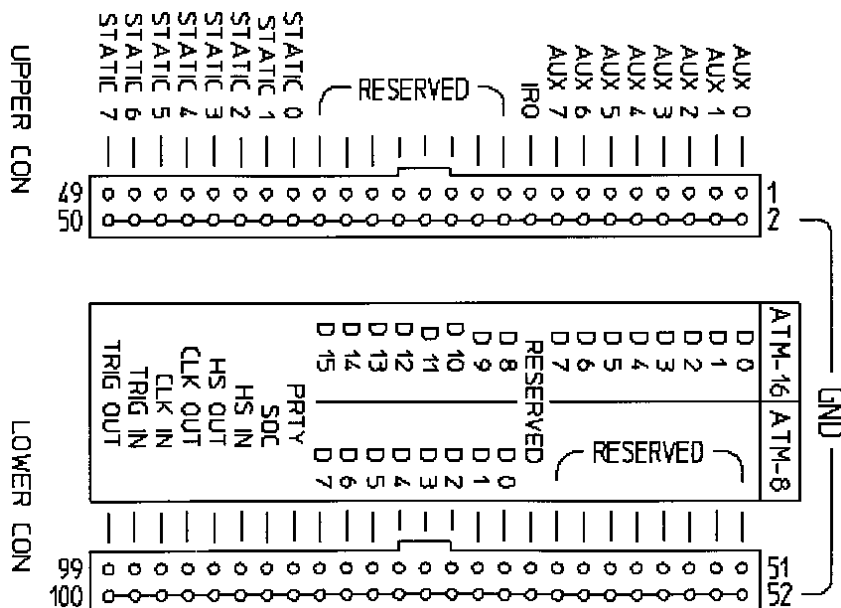 UPPER CON
STATIC 7
STATIC 6
STATIC 5
STATIC 4
STATIC 3
STATIC 2
STATIC 1
STATIC 0
RESERVED
IRQ
AUX 7
AUX 6
AUX 5
AUX 4
AUX 3
AUX 2
AUX 1
AUX 0
49
1
50
2
TRIG OUT
TRIG IN
CLK IN
CLK OUT
HS OUT
HS IN
SOC
PRTY
D 15
D 14
D 13
D 12
D 11
D 10
D 9
D 8
RESERVED
D 7
D 6
D 5
D 4
D 3
D 2
D 1
D 0
ATM-16
D 7
D 6
D 5
D 4
D 3
D 2
D 1
D 0
RESERVED
ATM-8
GND
LOWER CON
99
51
100
52